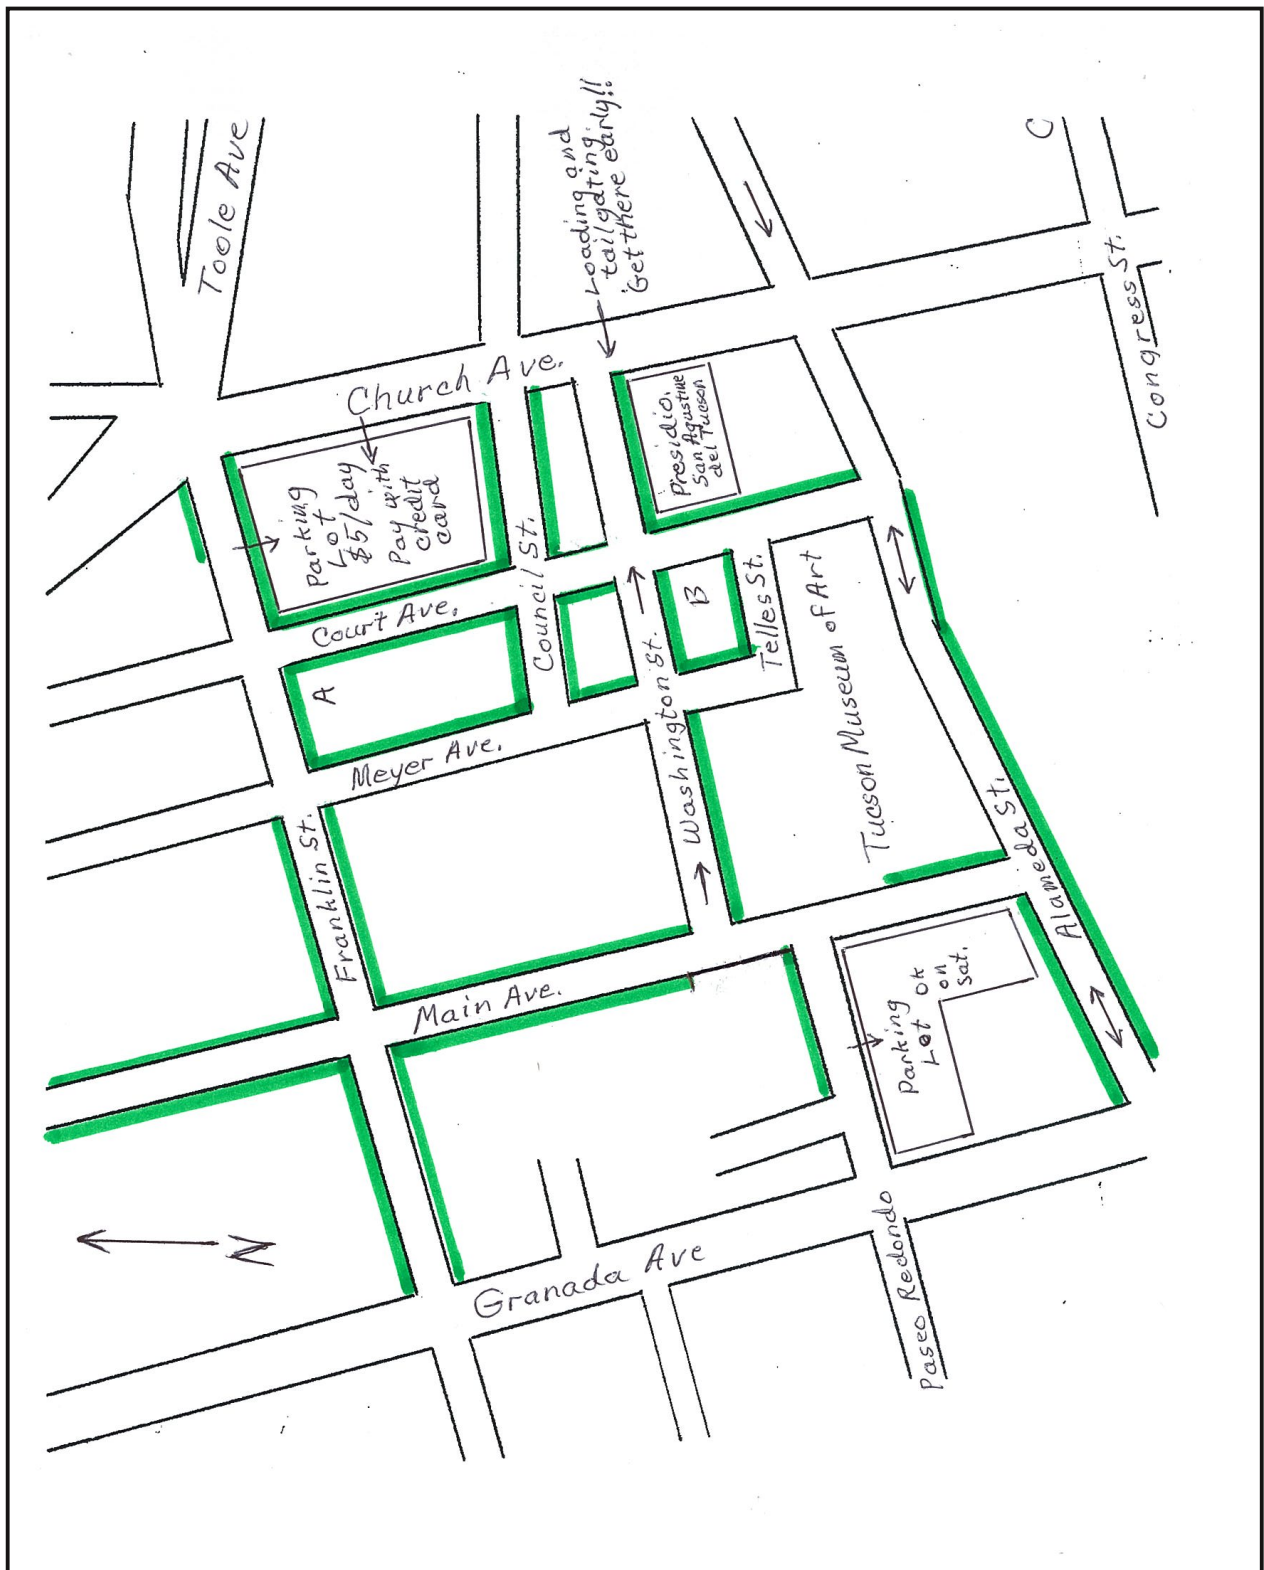 Toole Ave
Loading and
tailgating.
Get there early!!
C
Congress St.
Church Ave.
Presidio,
San Agustine
del Tucson
Parking
Lot
$5/day
Pay with
credit
card
Council St.
Court Ave.
Telles St.
B
A
Washington St.
Tucson Museum of Art
Meyer Ave.
Franklin St.
Alameda St.
Main Ave.
Parking
Lot
OK
on
Sat.
N
Granada Ave
Paseo Redondo